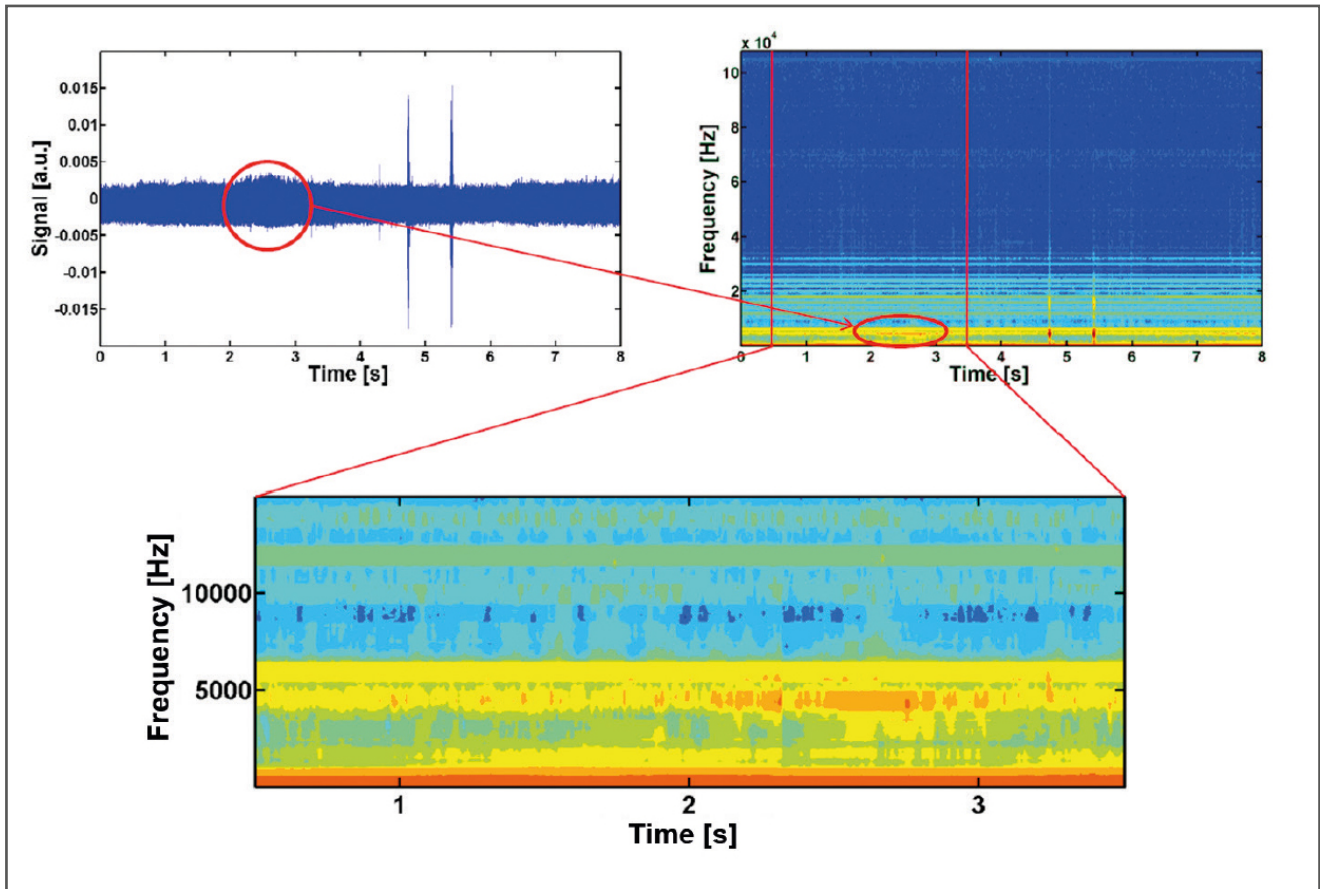 0.015
0.01
0.005
0
-0.005
-0.01
-0.015
Signal [a.u.]
0 1 2 3 4 5 6 7 8
Time [s]
x 10⁴
10
8
6
4
2
Frequency [Hz]
0 1 2 3 4 5 6 7 8
Time [s]
10000
5000
Frequency [Hz]
1 2 3
Time [s]